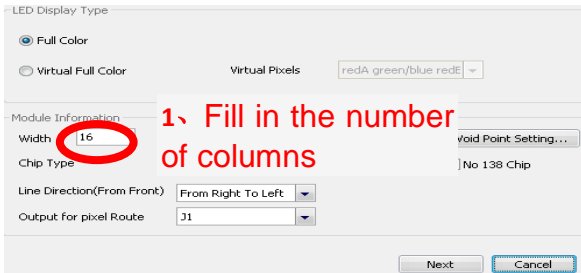 LED Display Type
Full Color
Virtual Full Color Virtual Pixels redA green/blue redE
Module Information
1、Fill in the number
Width 16 Void Point Setting...
of columns
Chip Type No 138 Chip
Line Direction(From Front) From Right To Left
Output for pixel Route J1
Next Cancel